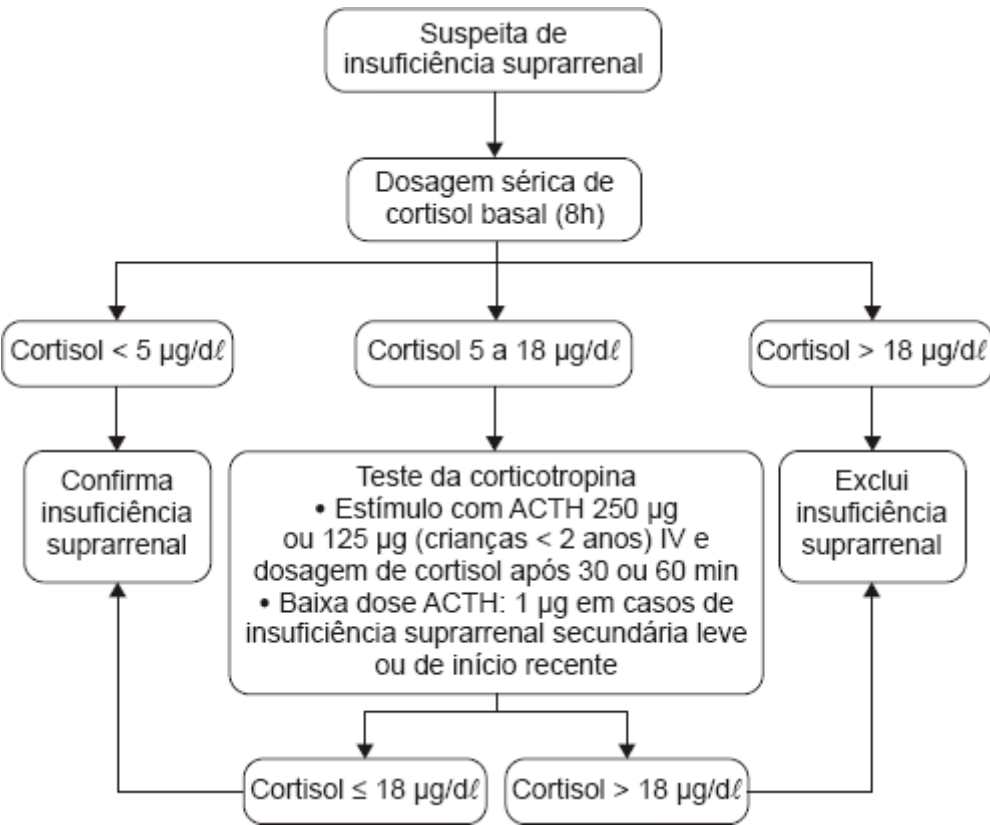 Suspeita de
insuficiência suprarrenal
Dosagem sérica de
cortisol basal (8h)
Cortisol < 5 µg/dℓ
Cortisol 5 a 18 µg/dℓ
Cortisol > 18 µg/dℓ
Confirma
insuficiência
suprarrenal
Teste da corticotropina
• Estímulo com ACTH 250 µg
ou 125 µg (crianças < 2 anos) IV e
dosagem de cortisol após 30 ou 60 min
• Baixa dose ACTH: 1 µg em casos de
insuficiência suprarrenal secundária leve
ou de início recente
Exclui
insuficiência
suprarrenal
Cortisol ≤ 18 µg/dℓ
Cortisol > 18 µg/dℓ